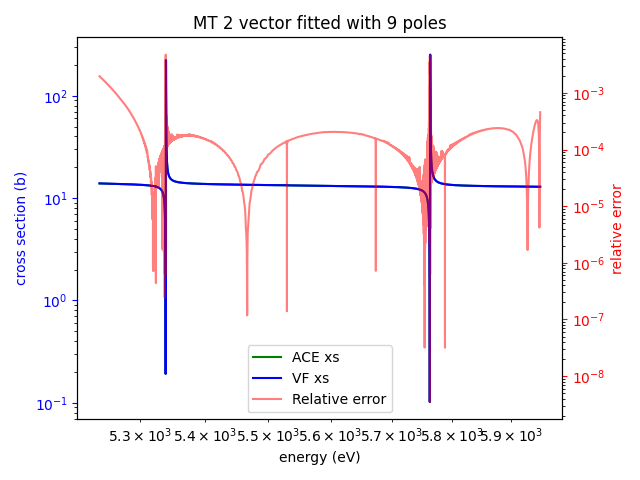 MT 2 vector fitted with 9 poles
10²
10¹
10⁰
10⁻¹
cross section (b)
10⁻³
10⁻⁴
10⁻⁵
10⁻⁶
10⁻⁷
10⁻⁸
relative error
ACE xs
VF xs
Relative error
5.3 × 10³ 5.4 × 10³ 5.5 × 10³ 5.6 × 10³ 5.7 × 10³ 5.8 × 10³ 5.9 × 10³
energy (eV)